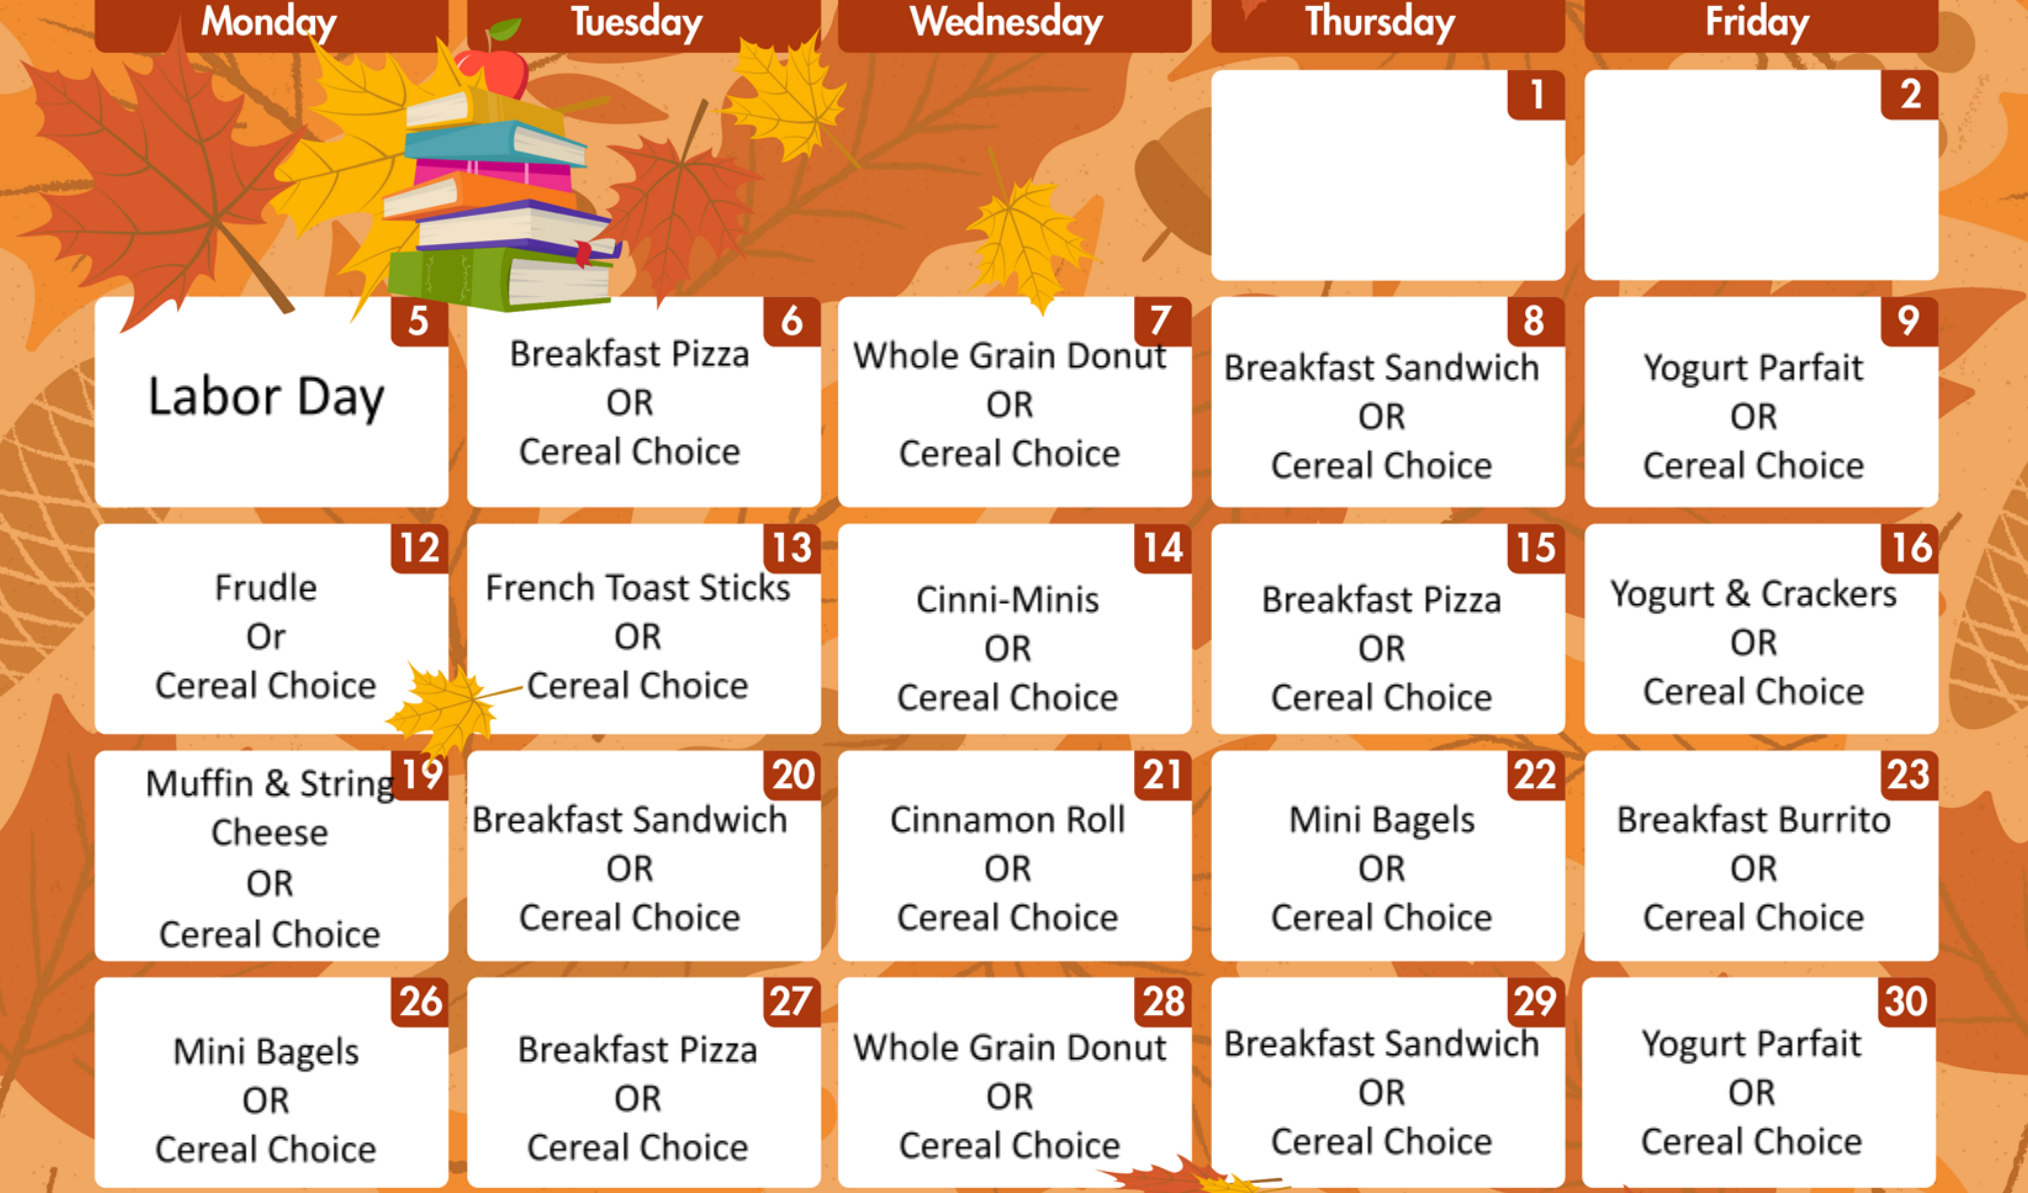 Monday
Tuesday
Wednesday
Thursday
Friday
1
2
5
Labor Day
6
Breakfast Pizza
OR
Cereal Choice
7
Whole Grain Donut
OR
Cereal Choice
8
Breakfast Sandwich
OR
Cereal Choice
9
Yogurt Parfait
OR
Cereal Choice
12
Frudle
Or
Cereal Choice
13
French Toast Sticks
OR
Cereal Choice
14
Cinni-Minis
OR
Cereal Choice
15
Breakfast Pizza
OR
Cereal Choice
16
Yogurt & Crackers
OR
Cereal Choice
19
Muffin & String
Cheese
OR
Cereal Choice
20
Breakfast Sandwich
OR
Cereal Choice
21
Cinnamon Roll
OR
Cereal Choice
22
Mini Bagels
OR
Cereal Choice
23
Breakfast Burrito
OR
Cereal Choice
26
Mini Bagels
OR
Cereal Choice
27
Breakfast Pizza
OR
Cereal Choice
28
Whole Grain Donut
OR
Cereal Choice
29
Breakfast Sandwich
OR
Cereal Choice
30
Yogurt Parfait
OR
Cereal Choice